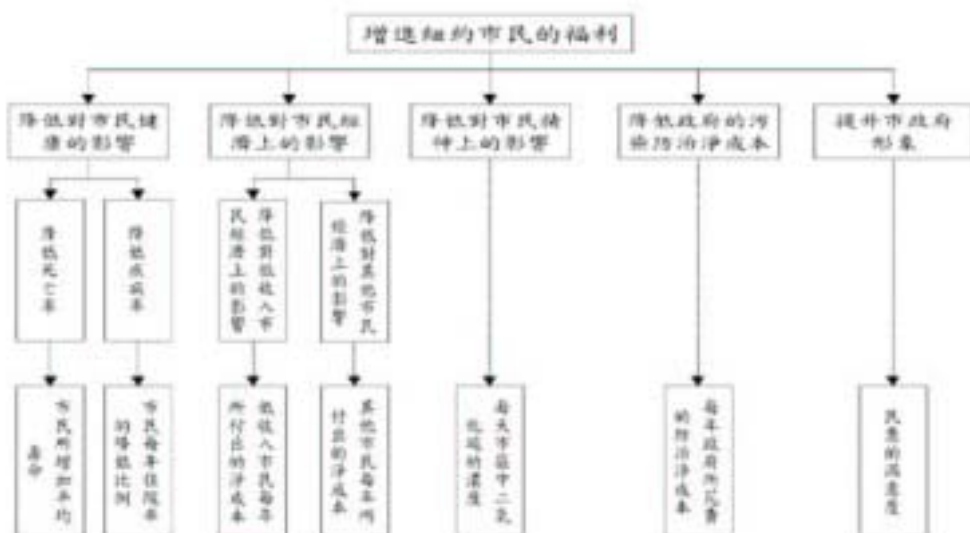 增進紐約市民的福利
降低對市民健
康的影響
降低對市民經
濟上的影響
降低對市民精
神上的影響
降低政府的污
染防治淨成本
提升市政府
形象
降低死亡率
降低疾病率
降低對低收入市
民經濟上的影響
降低對其他市民
經濟上的影響
市民所增加平均
壽命
市民每年住院率
的降低比例
低收入市民每年
所付出的淨成本
其他市民每年所
付出的淨成本
每天市區中二氧
化硫的濃度
每年政府所花費
的防治淨成本
民意的滿意度